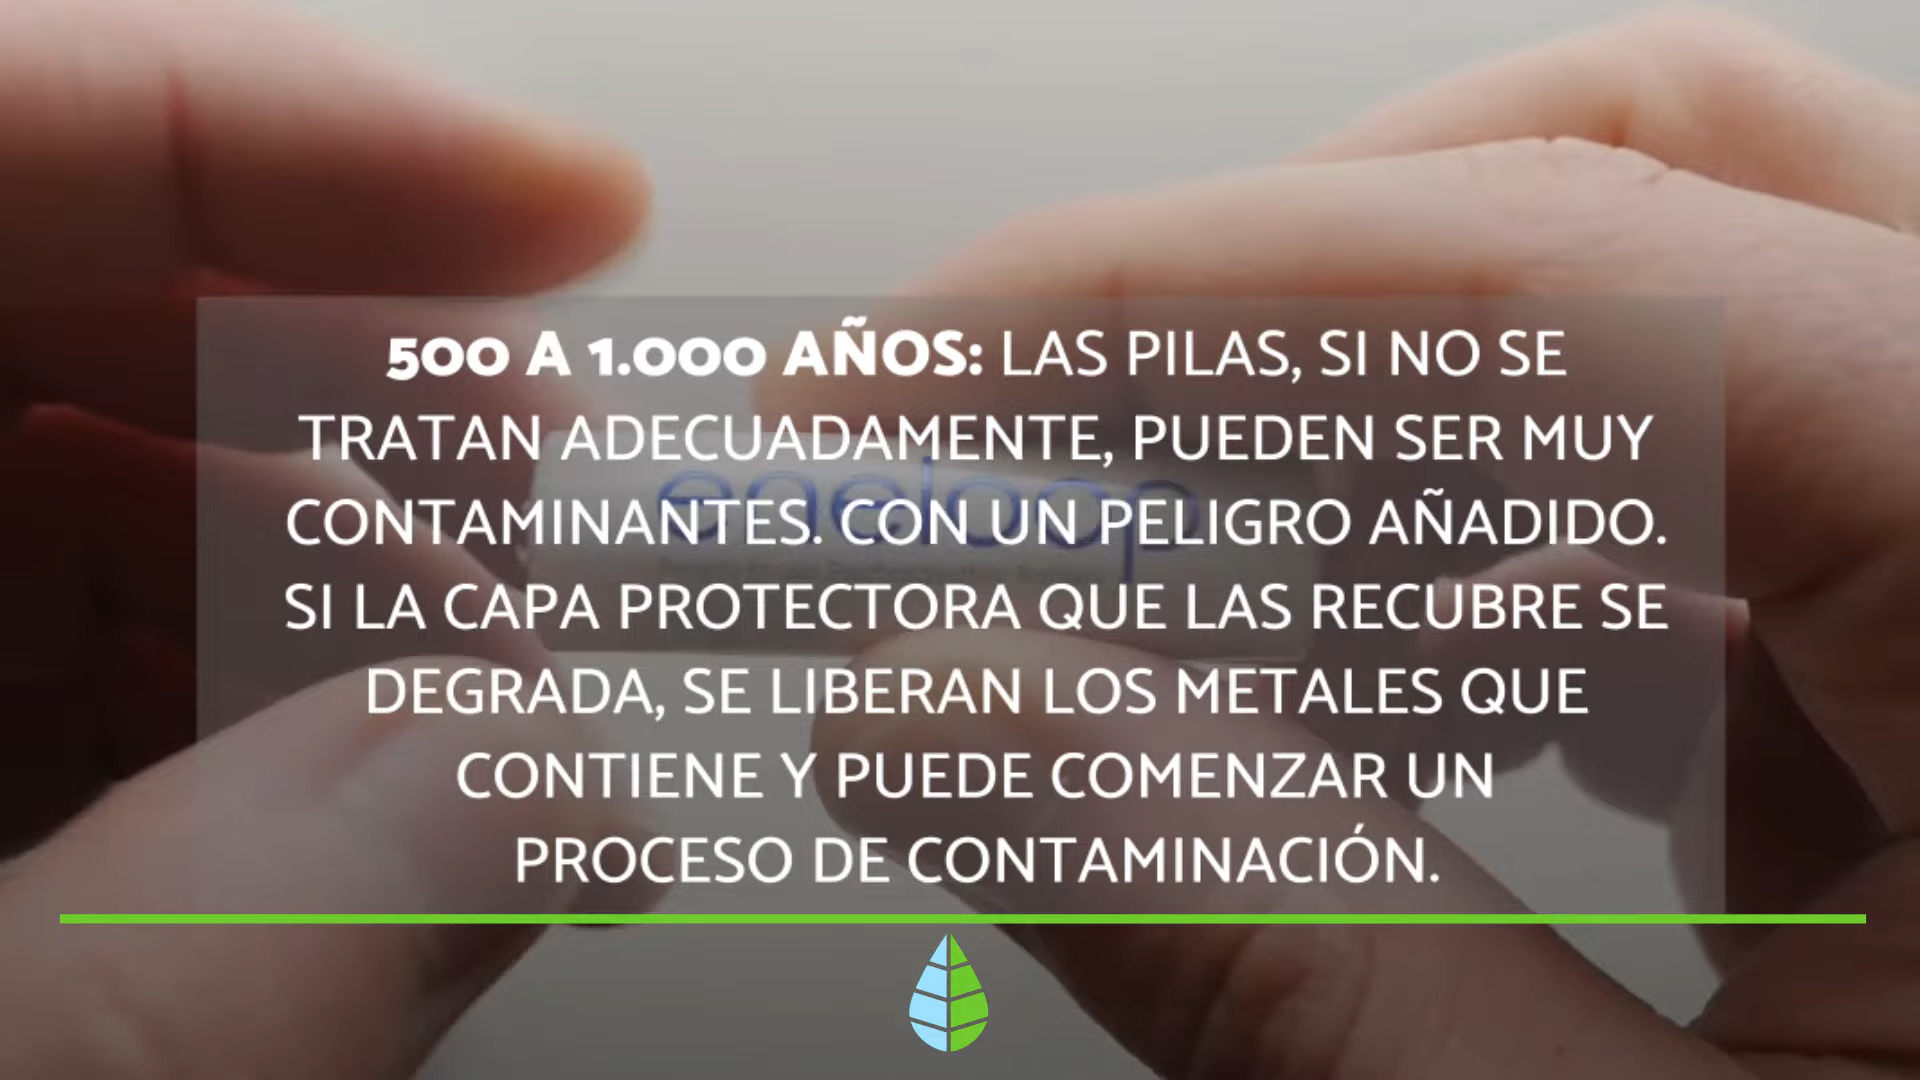 500 A 1.000 AÑOS: LAS PILAS, SI NO SE
TRATAN ADECUADAMENTE, PUEDEN SER MUY
CONTAMINANTES. CON UN PELIGRO AÑADIDO.
SI LA CAPA PROTECTORA QUE LAS RECUBRE SE
DEGRADA, SE LIBERAN LOS METALES QUE
CONTIENE Y PUEDE COMENZAR UN
PROCESO DE CONTAMINACIÓN.
eneloop